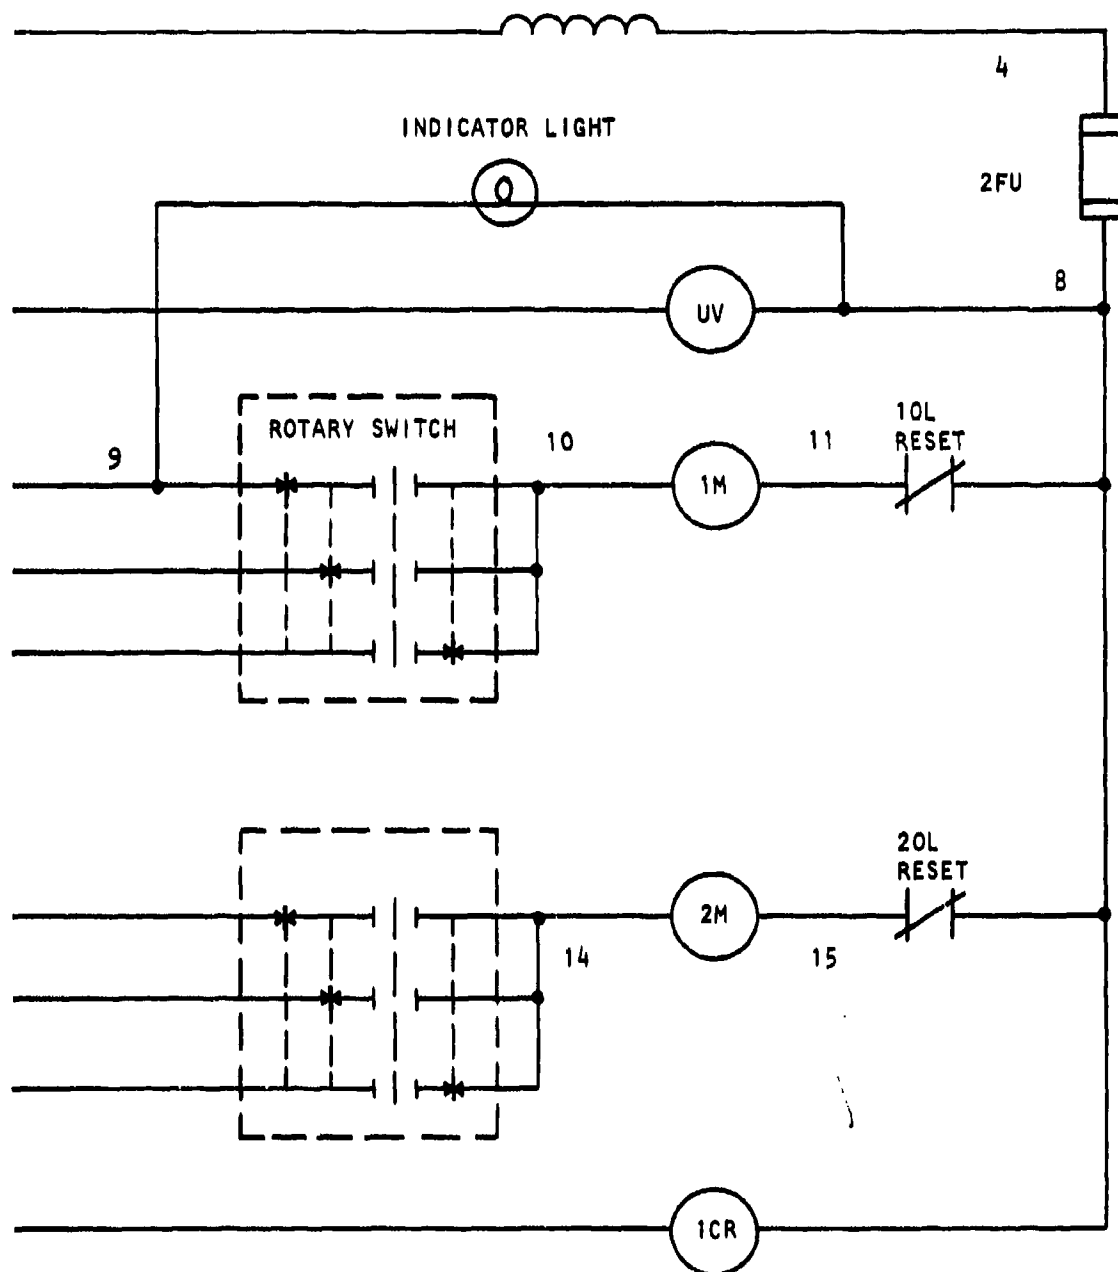 4
INDICATOR LIGHT
2FU
8
UV
ROTARY SWITCH
9
10
11
1OL
RESET
1M
2OL
RESET
2M
14
15
1CR